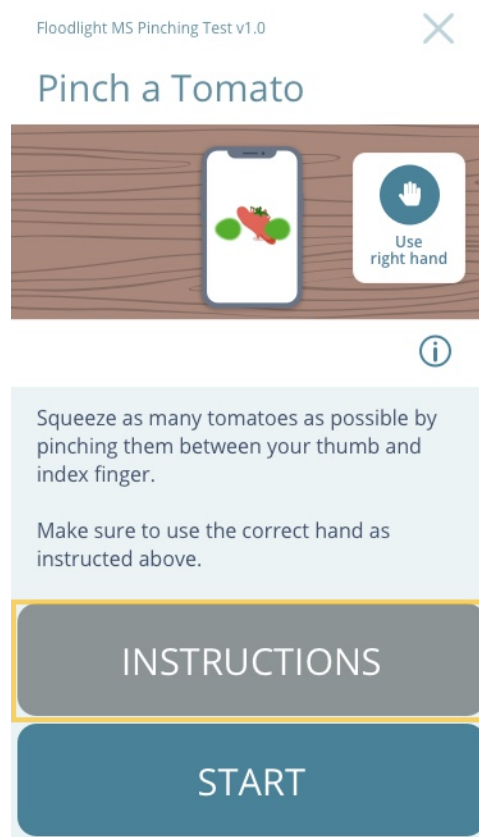 Floodlight MS Pinching Test v1.0
Pinch a Tomato
Use
right hand
Squeeze as many tomatoes as possible by
pinching them between your thumb and
index finger.
Make sure to use the correct hand as
instructed above.
INSTRUCTIONS
START